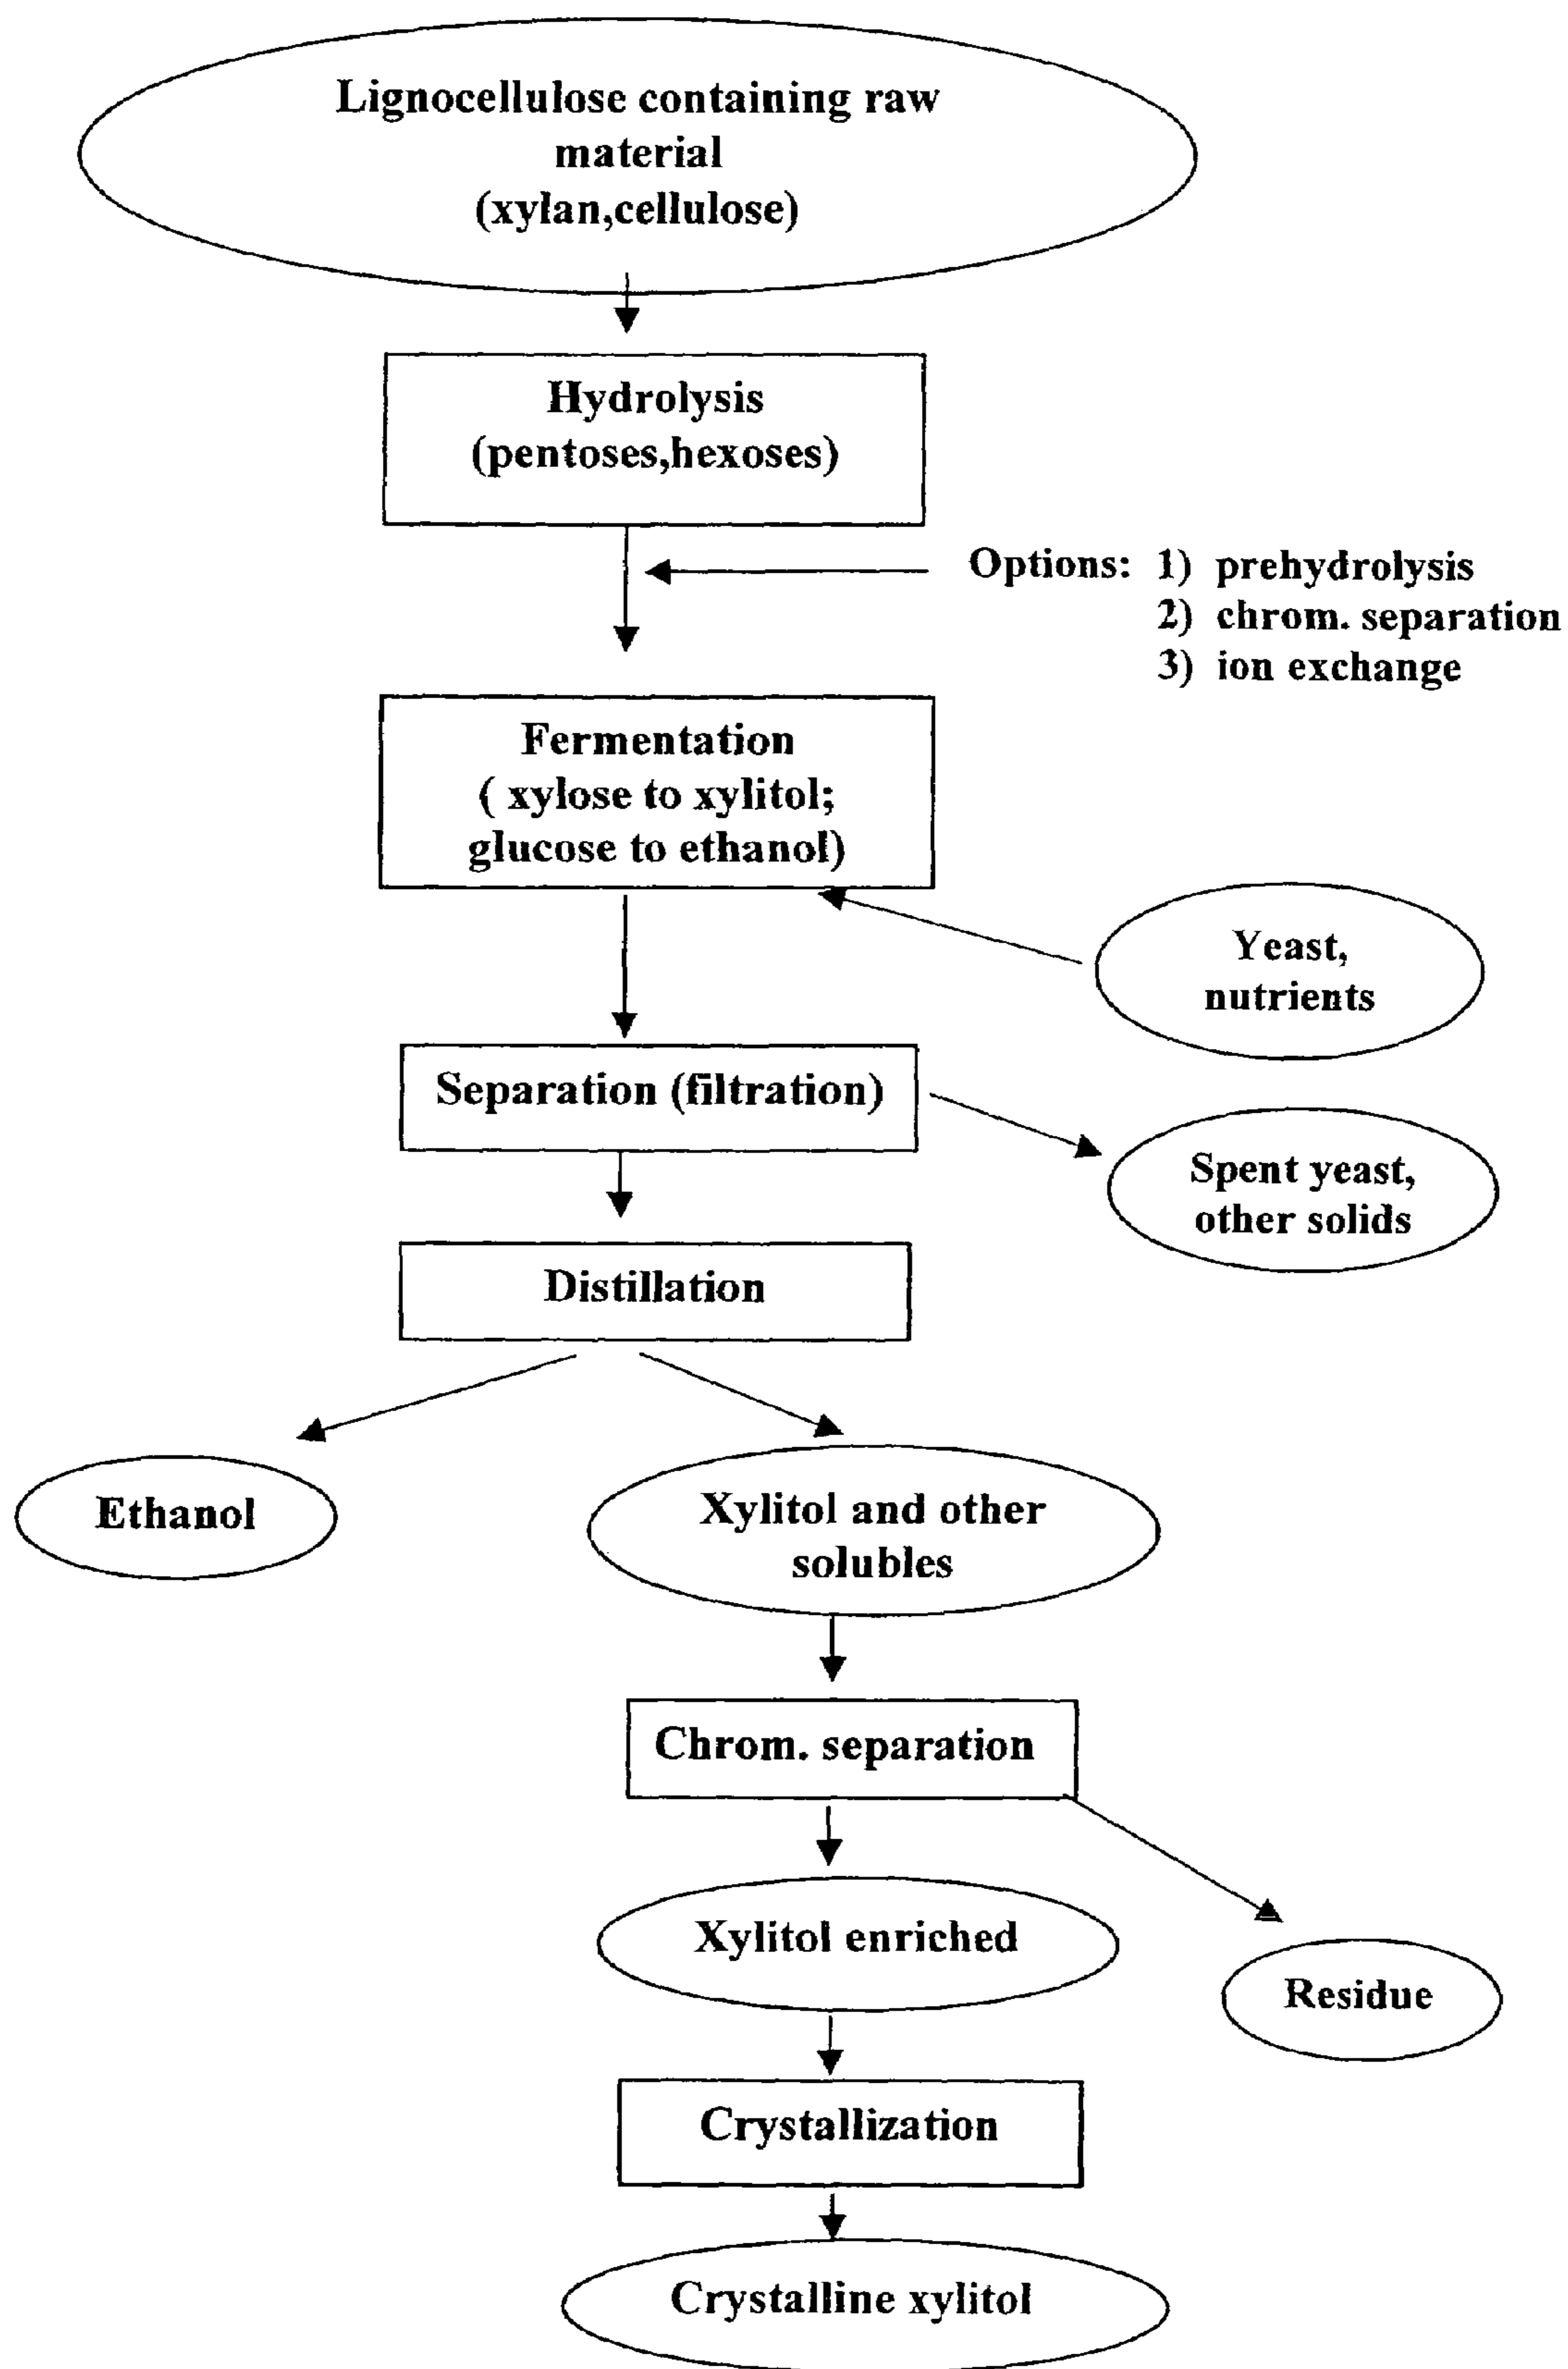 Lignocellulose containing raw
material
(xylan,cellulose)
Hydrolysis
(pentoses,hexoses)
Options: 1) prehydrolysis
2) chrom. separation
3) ion exchange
Fermentation
( xylose to xylitol;
glucose to ethanol)
Yeast,
nutrients
Separation (filtration)
Spent yeast,
other solids
Distillation
Ethanol
Xylitol and other
solubles
Chrom. separation
Xylitol enriched
Residue
Crystallization
Crystalline xylitol